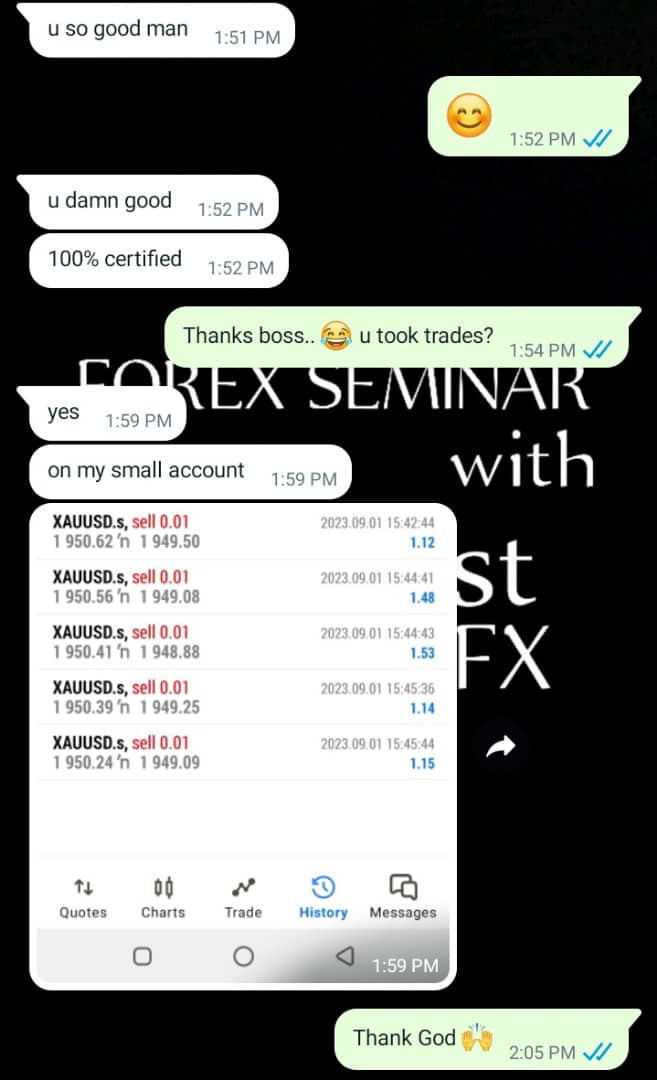 u so good man 1:51 PM
😊 1:52 PM
u damn good 1:52 PM
100% certified 1:52 PM
Thanks boss.. 😂 u took trades? 1:54 PM
FOREX SEMINAR
yes 1:59 PM
with
on my small account 1:59 PM
XAUUSD.s, sell 0.01 2023.09.01 15:42:44
1 950.62 'n 1 949.50 1.12
st
XAUUSD.s, sell 0.01 2023.09.01 15:44:41
1 950.56 'n 1 949.08 1.48
XAUUSD.s, sell 0.01 2023.09.01 15:44:43
1 950.41 'n 1 948.88 1.53
FX
XAUUSD.s, sell 0.01 2023.09.01 15:45:36
1 950.39 'n 1 949.25 1.14
XAUUSD.s, sell 0.01 2023.09.01 15:45:44
1 950.24 'n 1 949.09 1.15
Quotes Charts Trade History Messages
1:59 PM
Thank God 🙌 2:05 PM